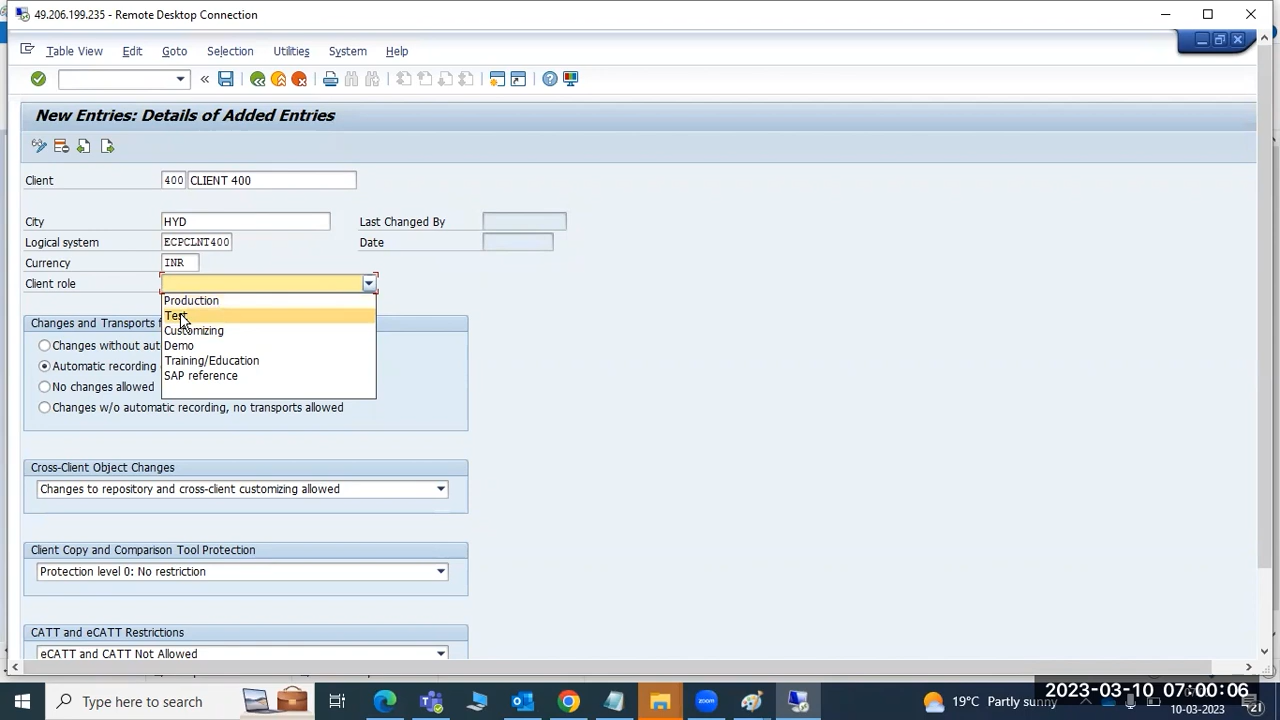 49.206.199.235 - Remote Desktop Connection
Table View Edit Goto Selection Utilities System Help
New Entries: Details of Added Entries
Client 400 CLIENT 400
City HYD Last Changed By
Logical system ECPCLNT400 Date
Currency INR
Client role
Production
Test
Customizing
Demo
Training/Education
SAP reference
Changes and Transports f
Changes without aut
Automatic recording
No changes allowed
Changes w/o automatic recording, no transports allowed
Cross-Client Object Changes
Changes to repository and cross-client customizing allowed
Client Copy and Comparison Tool Protection
Protection level 0: No restriction
CATT and eCATT Restrictions
eCATT and CATT Not Allowed
Type here to search
zoom
19°C Partly sunny
2023-03-10 07:00:06
10-03-2023
21